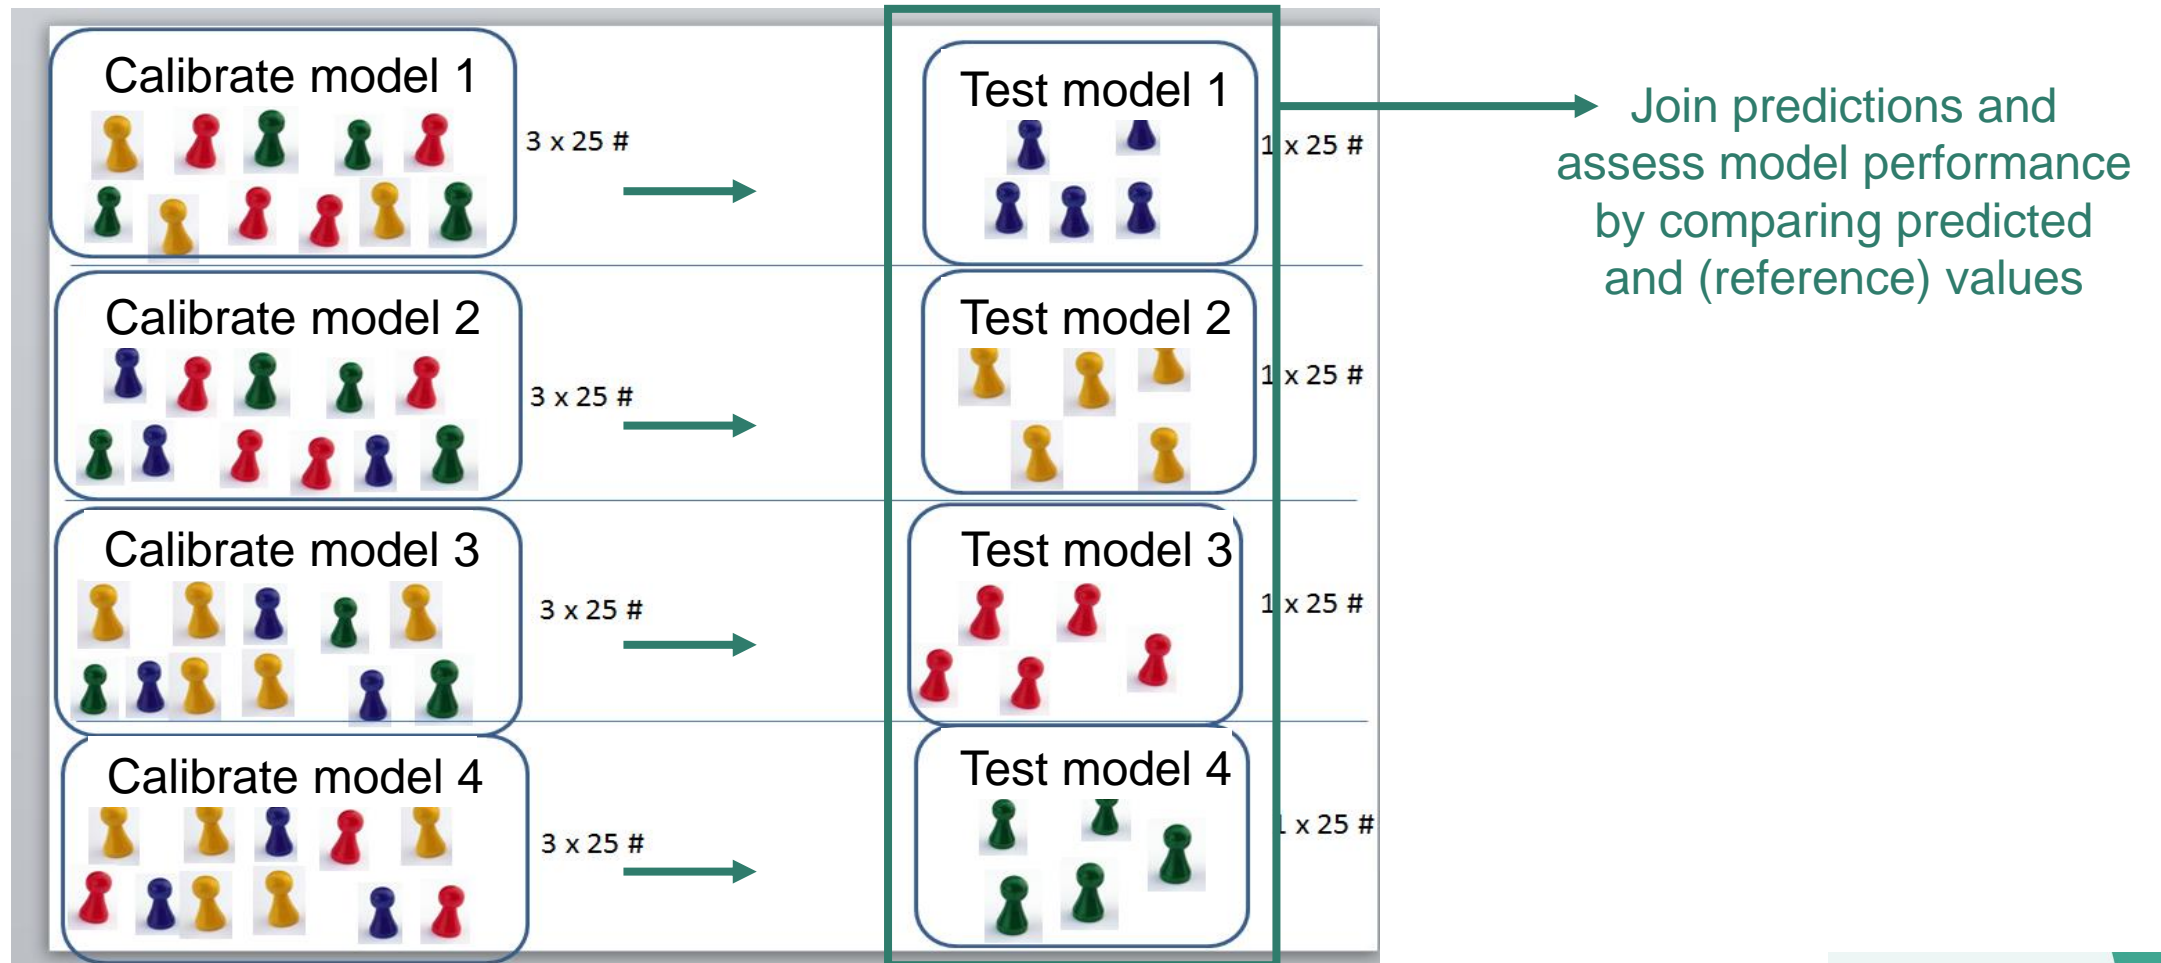 Calibrate model 1
3 x 25 #
Test model 1
1 x 25 #
Join predictions and
assess model performance
by comparing predicted
and (reference) values
Calibrate model 2
3 x 25 #
Test model 2
1 x 25 #
Calibrate model 3
3 x 25 #
Test model 3
1 x 25 #
Calibrate model 4
3 x 25 #
Test model 4
1 x 25 #